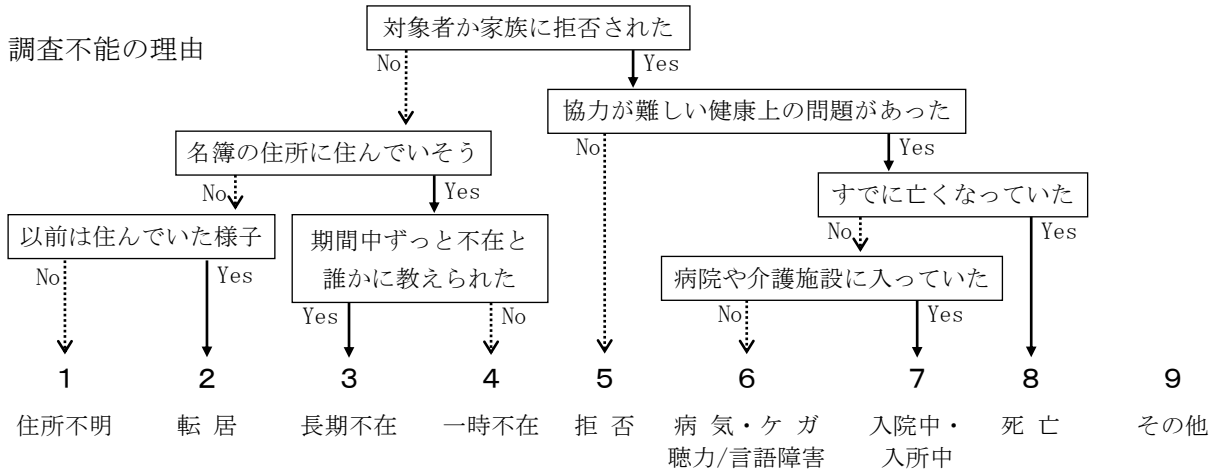 対象者か家族に拒否された
調査不能の理由
No
Yes
協力が難しい健康上の問題があった
名簿の住所に住んでいそう
No
Yes
No
Yes
すでに亡くなっていた
以前は住んでいた様子
期間中ずっと不在と
誰かに教えられた
No
Yes
病院や介護施設に入っていた
No
Yes
Yes
No
No
Yes
1 2 3 4 5 6 7 8 9
住所不明 転 居 長期不在 一時不在 拒 否 病 気・ケ ガ 入院中・ 死 亡 その他
聴力/言語障害 入所中